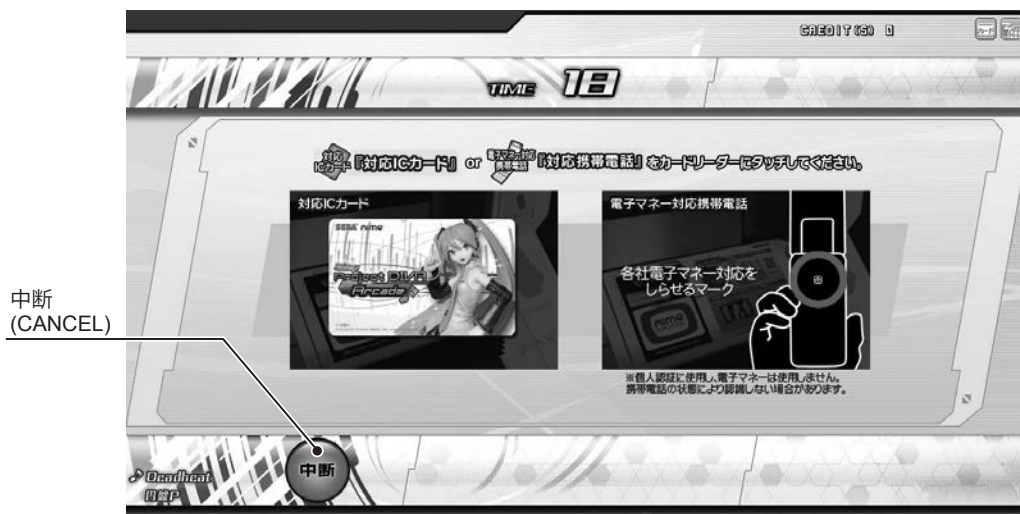 CREDIT(S) 0
TIME 18
対応ICカード『対応ICカード』 or 電子マネー対応携帯電話『対応携帯電話』をカードリーダーにタッチしてください。
対応ICカード
電子マネー対応携帯電話
SEGA Aime
Project DIVA
Arcade
各社電子マネー対応を
しらせるマーク
Aime
※個人認証に使用し、電子マネーは使用しません。
携帯電話の状態により認識しない場合があります。
中断
(CANCEL)
中断
Deadheat